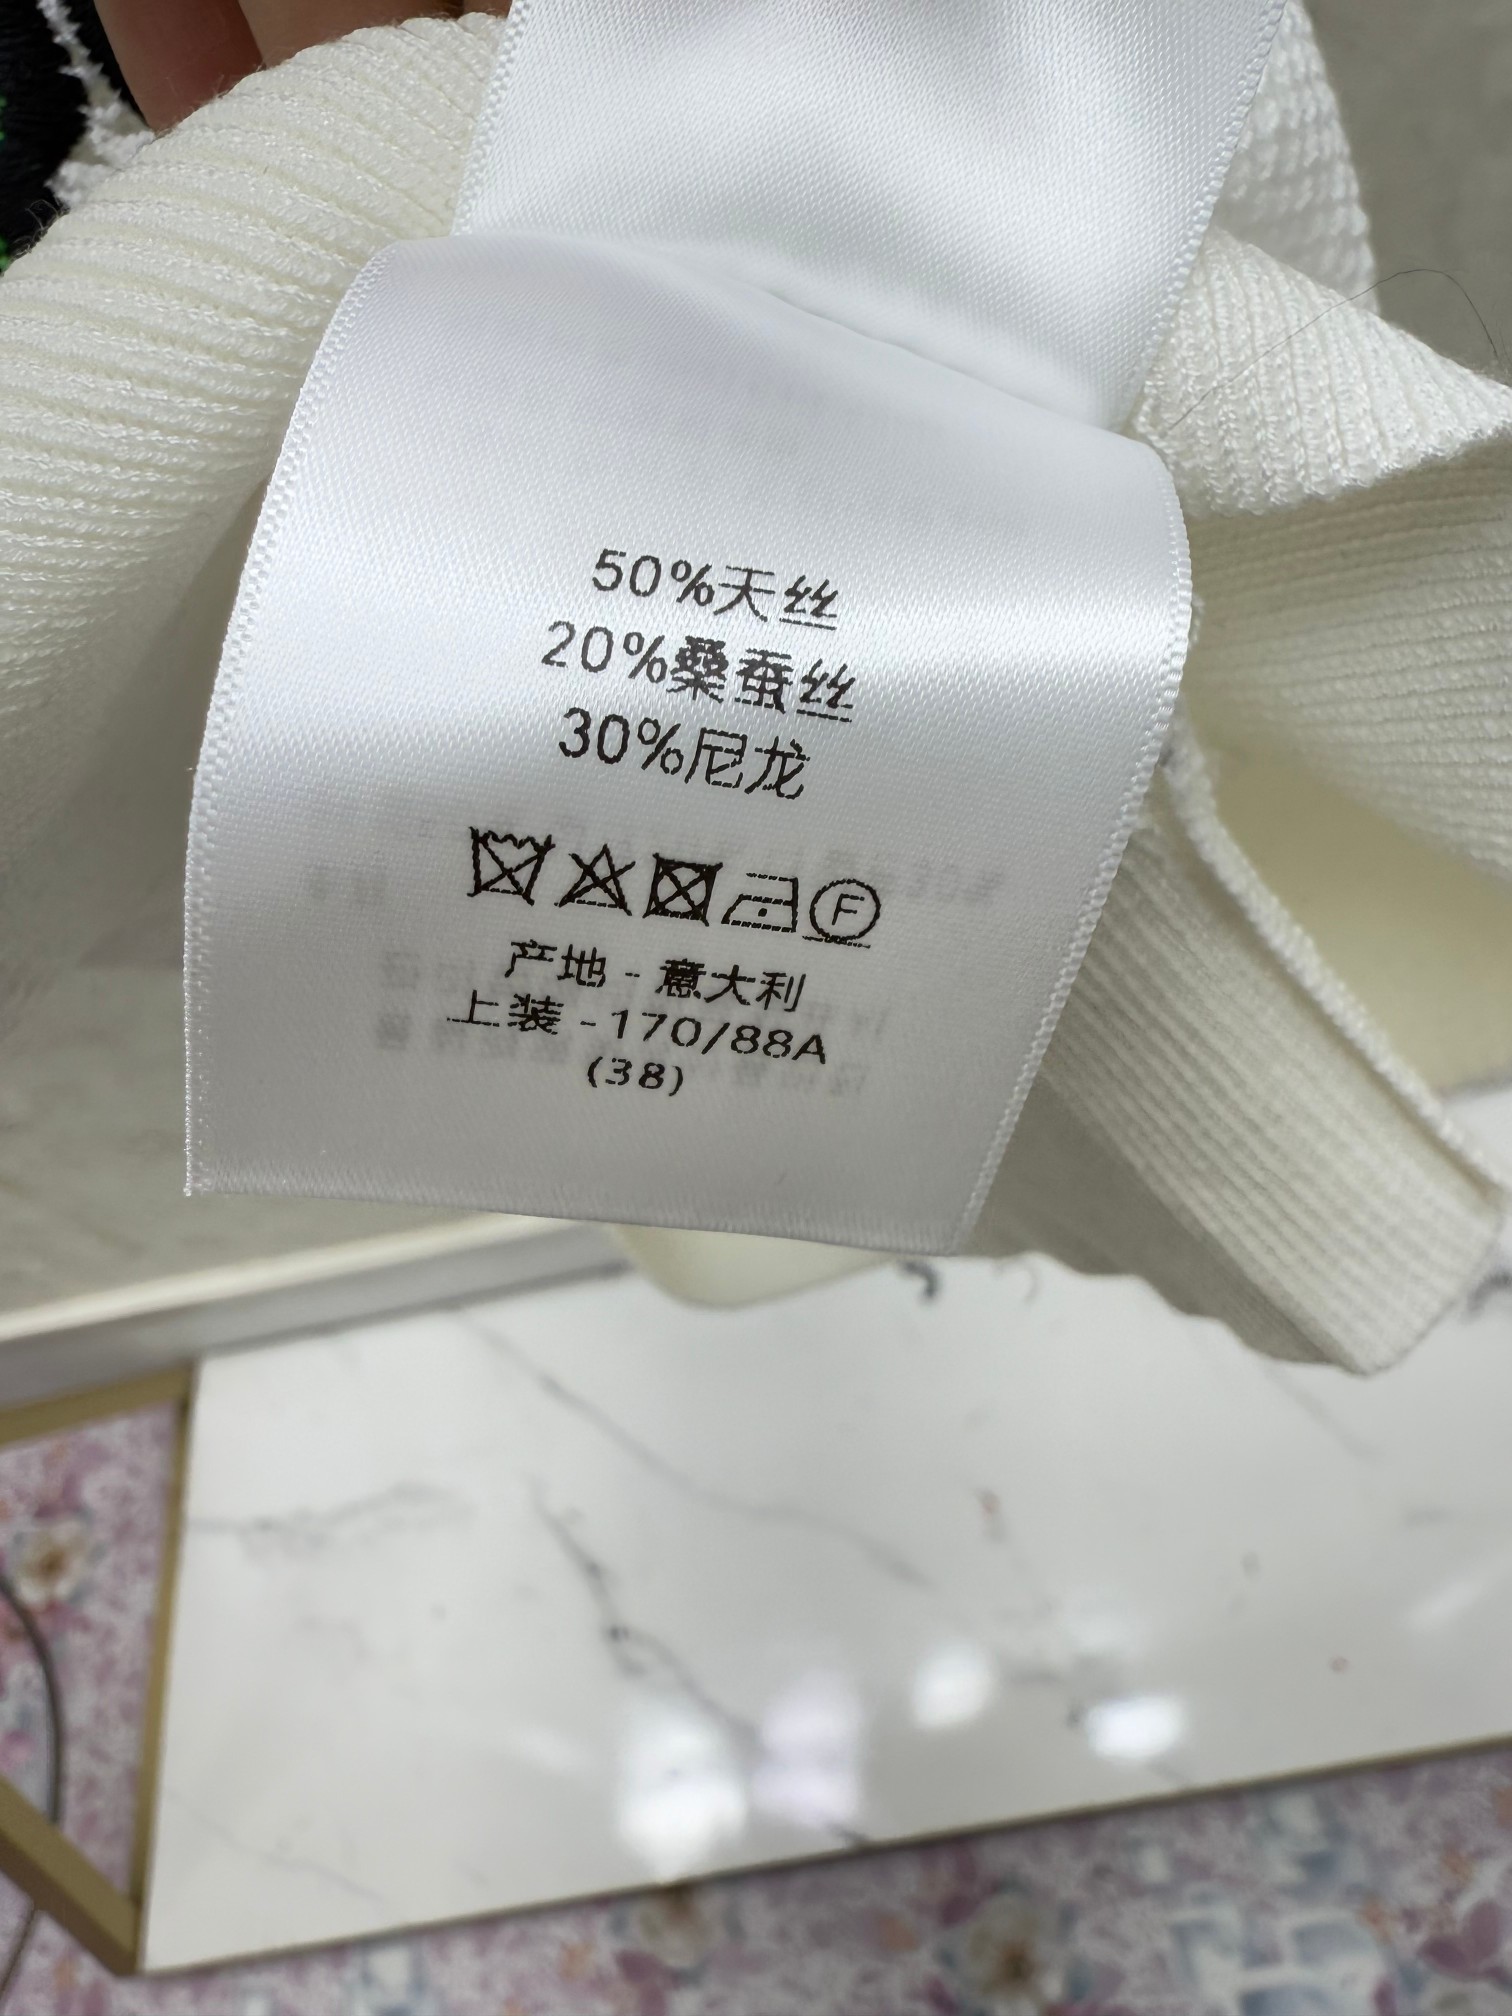 50%天丝
20%桑蚕丝
30%尼龙
F
产地 - 意大利
上装 - 170/88A
(38)